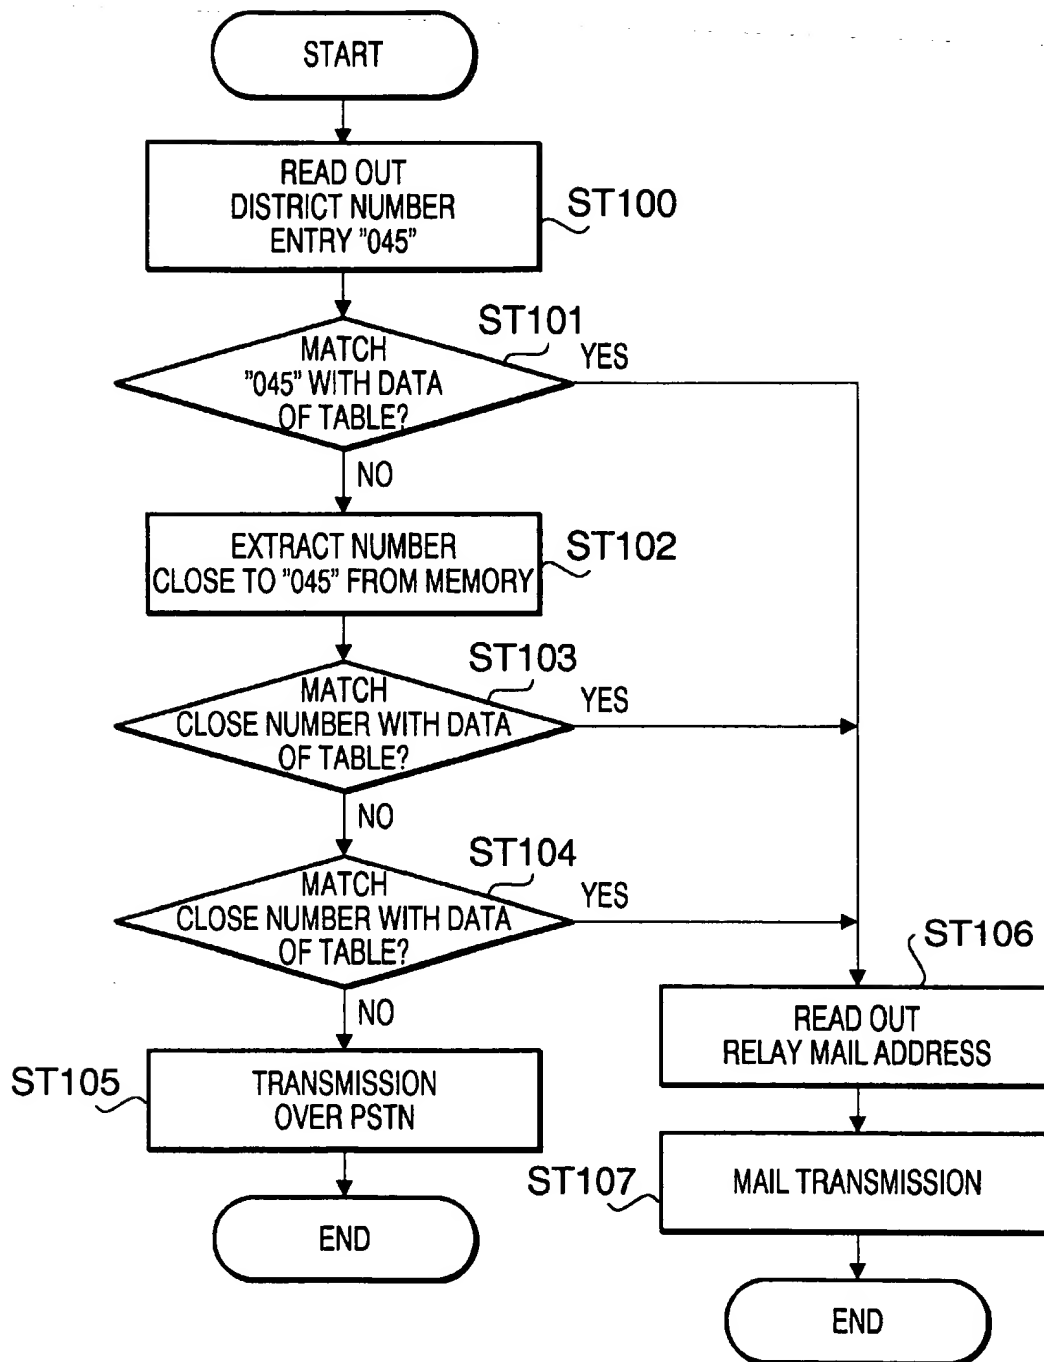 START
READ OUT
DISTRICT NUMBER
ENTRY "045"
ST100
ST101
MATCH
"045" WITH DATA
OF TABLE?
YES
NO
EXTRACT NUMBER
CLOSE TO "045" FROM MEMORY
ST102
ST103
MATCH
CLOSE NUMBER WITH DATA
OF TABLE?
YES
NO
ST104
MATCH
CLOSE NUMBER WITH DATA
OF TABLE?
YES
NO
ST105
TRANSMISSION
OVER PSTN
END
ST106
READ OUT
RELAY MAIL ADDRESS
ST107
MAIL TRANSMISSION
END